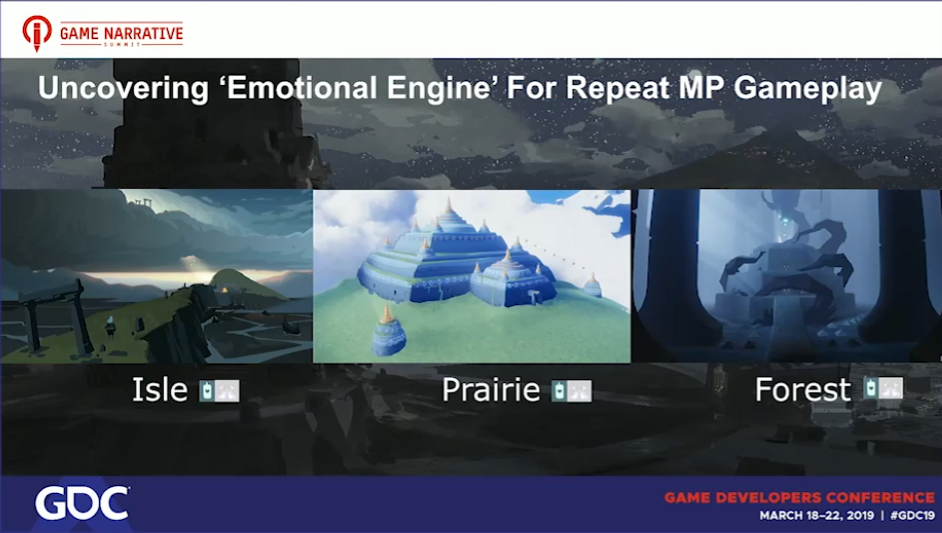 GAME NARRATIVE
SUMMIT
Uncovering ‘Emotional Engine’ For Repeat MP Gameplay
Isle
Prairie
Forest
GDC
GAME DEVELOPERS CONFERENCE
MARCH 18–22, 2019 | #GDC19